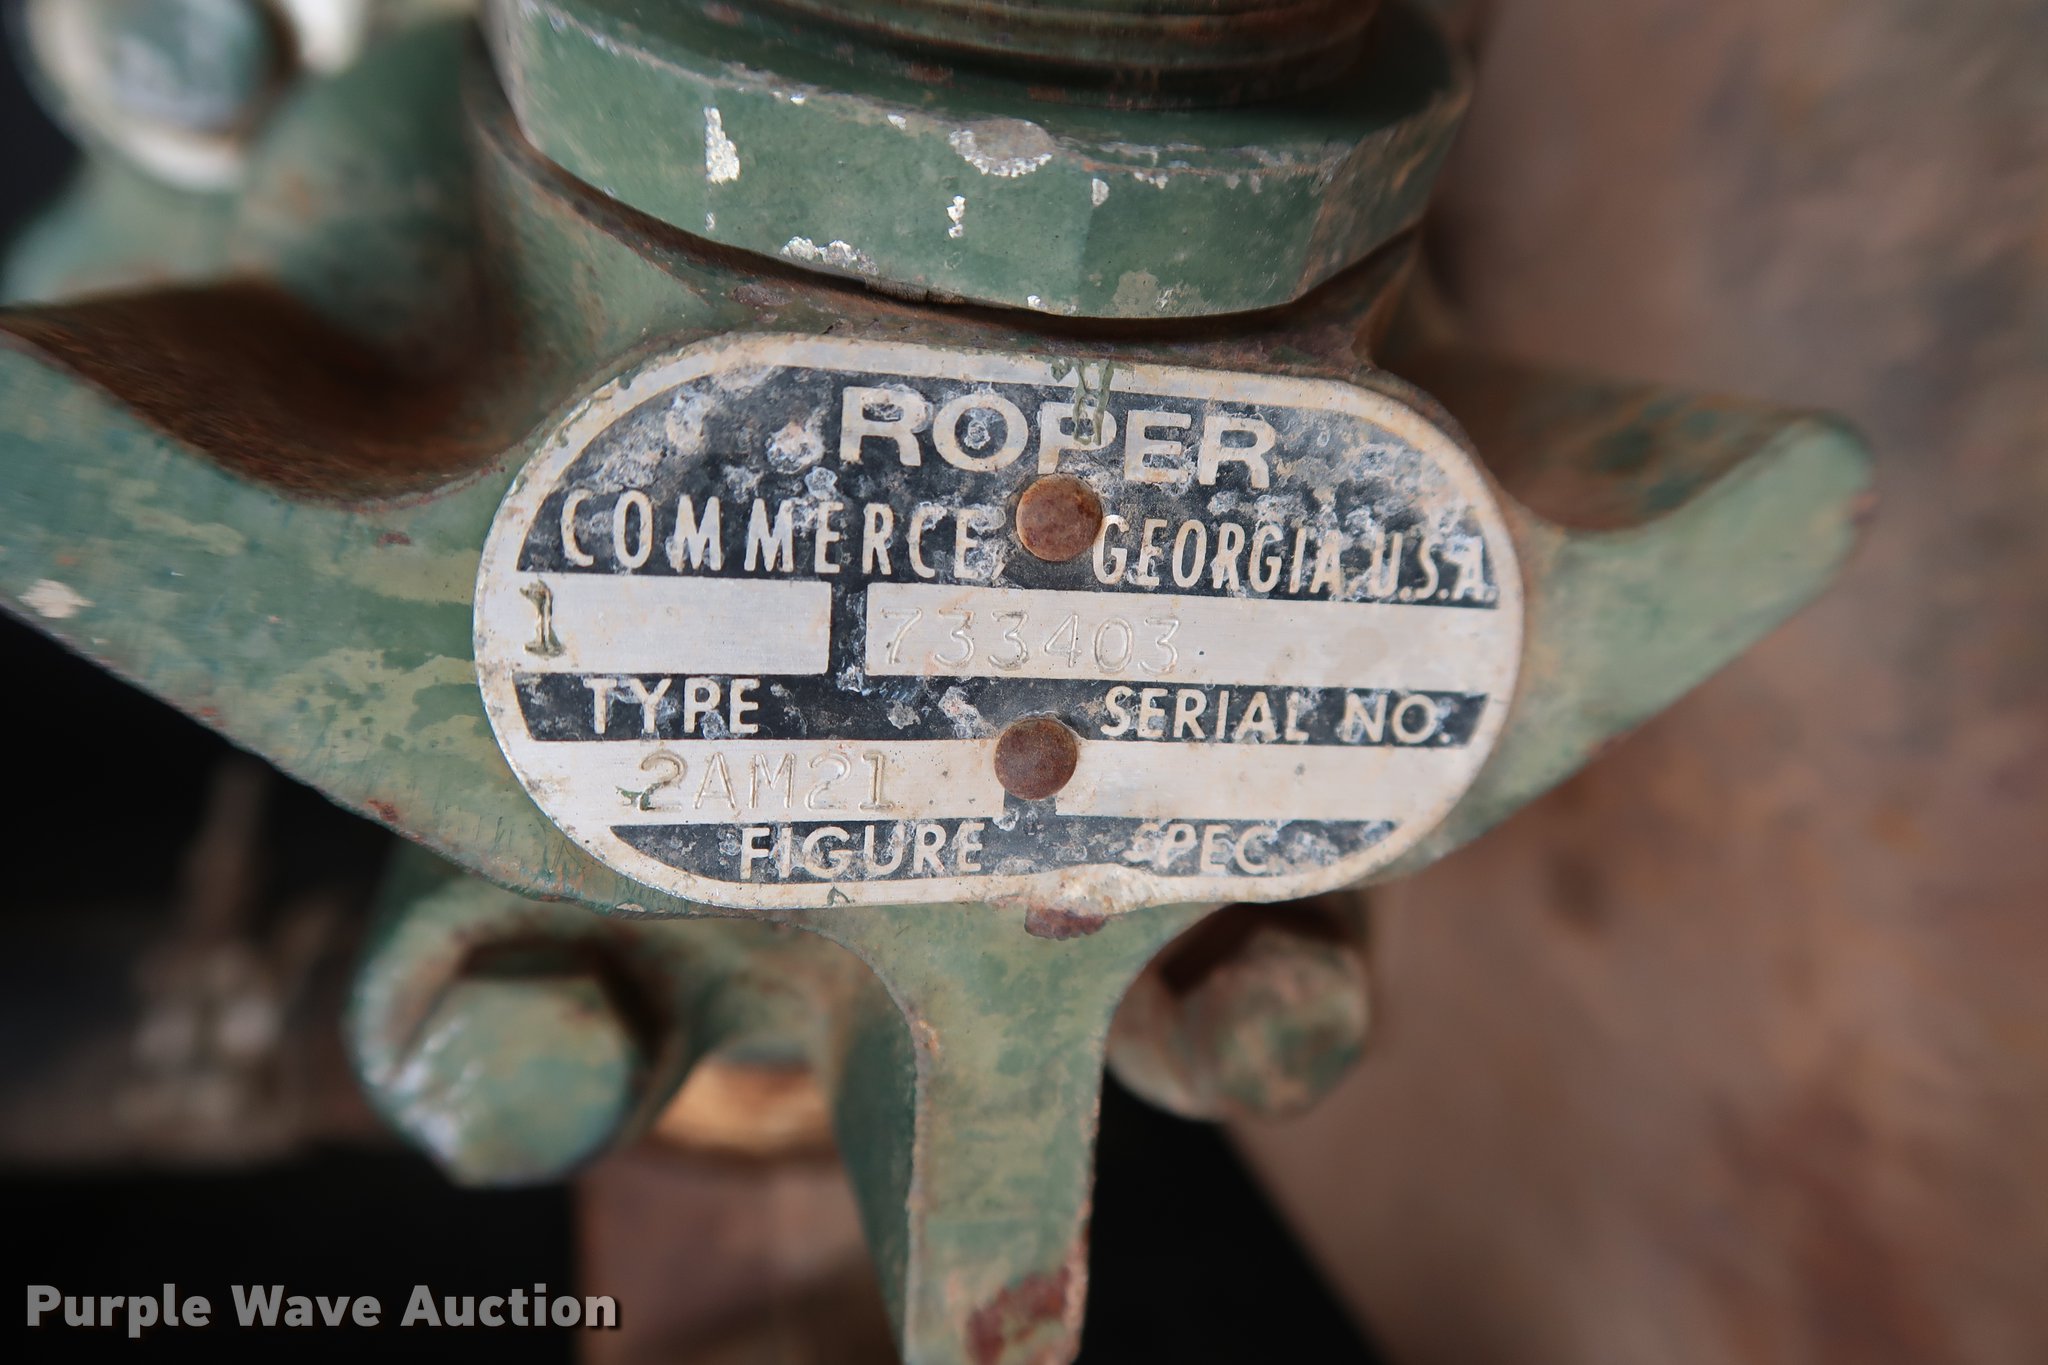 ROPER
COMMERCE, GEORGIA U.S.A.
1 733403
TYPE SERIAL NO.
2AM21
FIGURE SPEC.
Purple Wave Auction